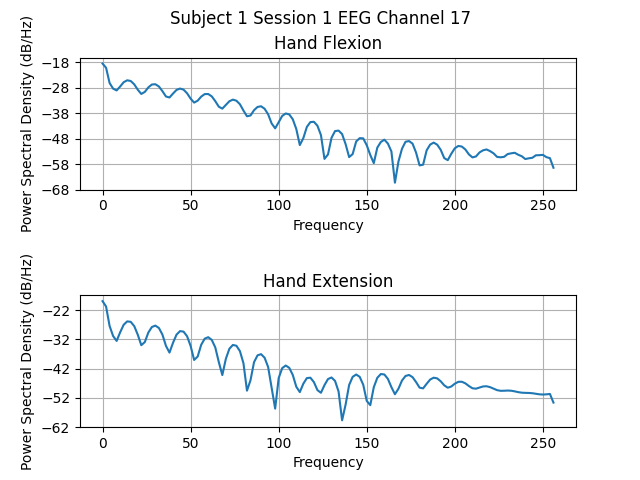 Subject 1 Session 1 EEG Channel 17
Hand Flexion
Power Spectral Density (dB/Hz)
−18
−28
−38
−48
−58
−68
0 50 100 150 200 250
Frequency
Hand Extension
Power Spectral Density (dB/Hz)
−22
−32
−42
−52
−62
0 50 100 150 200 250
Frequency